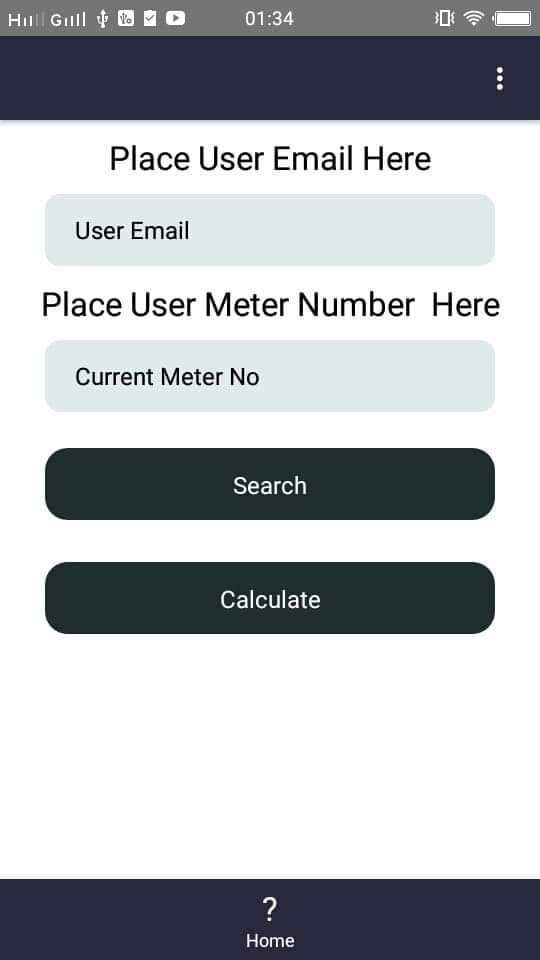 H G 01:34
Place User Email Here
User Email
Place User Meter Number  Here
Current Meter No
Search
Calculate
?
Home